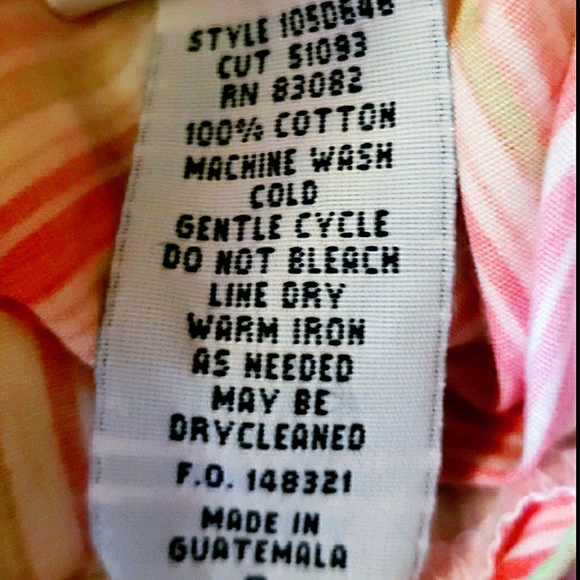 STYLE 105D646
CUT 51093
RN 83082
100% COTTON
MACHINE WASH
COLD
GENTLE CYCLE
DO NOT BLEACH
LINE DRY
WARM IRON
AS NEEDED
MAY BE
DRYCLEANED
F.O. 148321
MADE IN
GUATEMALA